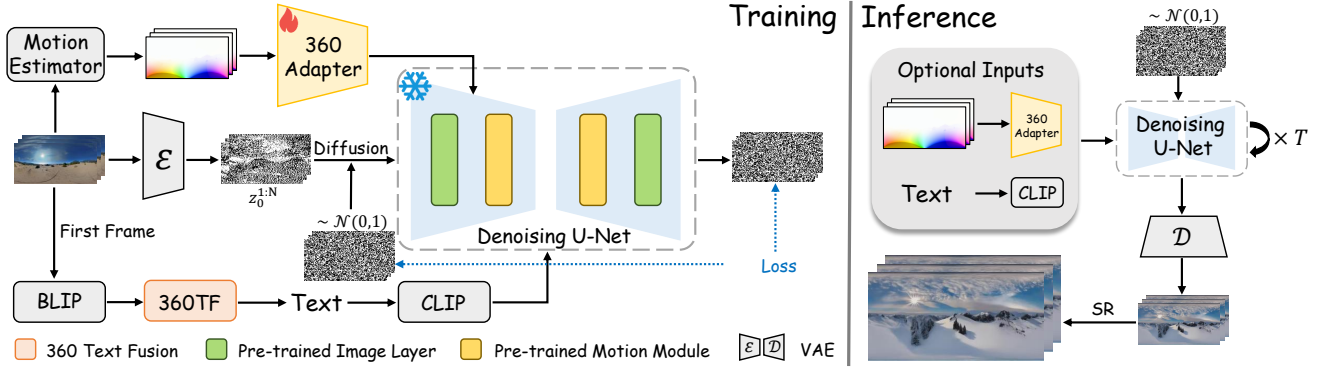 Training
Motion
Estimator
360
Adapter
ℰ
z₀^{1:N}
Diffusion
~ 𝒩(0,1)
Denoising U-Net
First Frame
Loss
BLIP
360TF
Text
CLIP
360 Text Fusion
Pre-trained Image Layer
Pre-trained Motion Module
ℰ
𝒟
VAE
Inference
~ 𝒩(0,1)
Optional Inputs
360
Adapter
Text
CLIP
Denoising
U-Net
× T
𝒟
SR